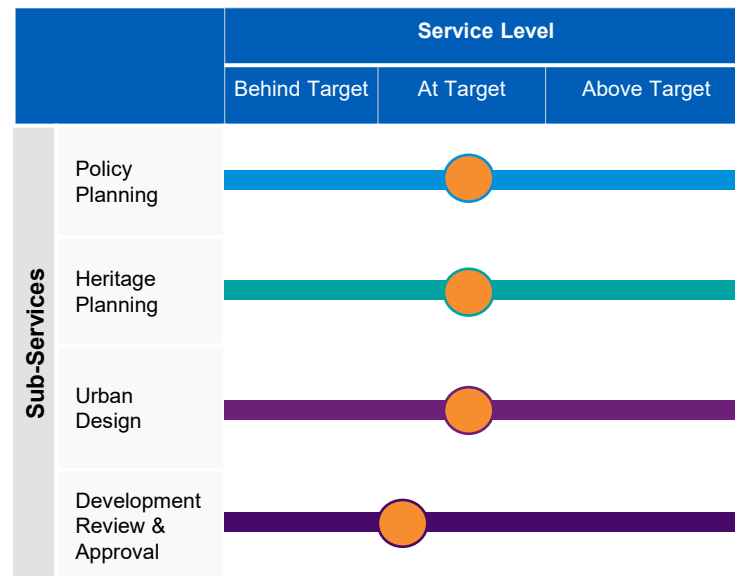 Service Level
Behind Target
At Target
Above Target
Sub-Services
Policy
Planning
Heritage
Planning
Urban
Design
Development
Review &
Approval